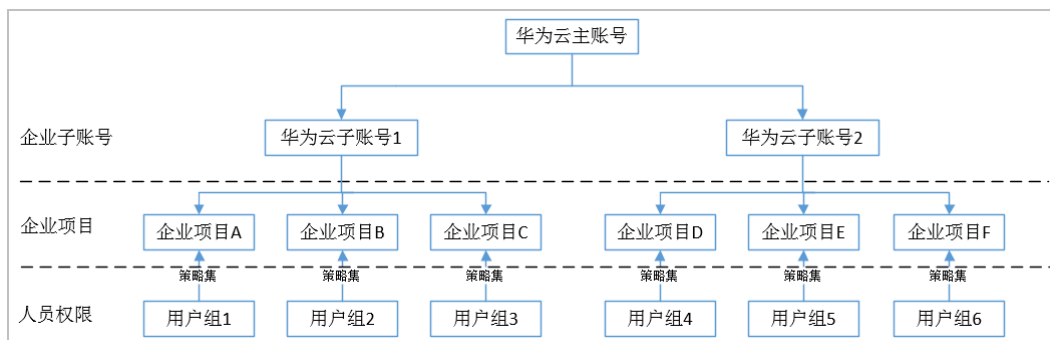 华为云主账号
企业子账号
华为云子账号1
华为云子账号2
企业项目
企业项目A
企业项目B
企业项目C
企业项目D
企业项目E
企业项目F
策略集
策略集
策略集
策略集
策略集
策略集
人员权限
用户组1
用户组2
用户组3
用户组4
用户组5
用户组6